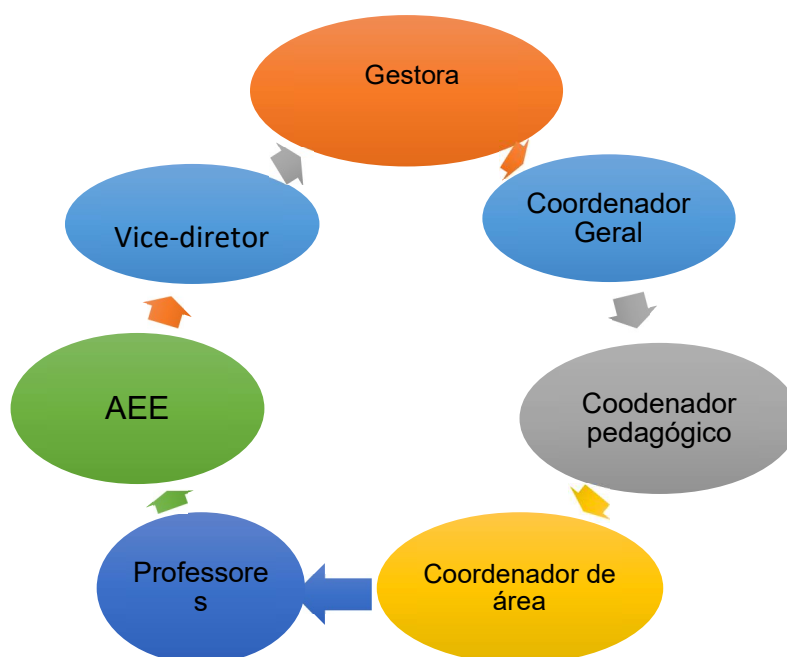 Gestora
Coordenador
Geral
Coodenador
pedagógico
Coordenador de
área
Professore
s
AEE
Vice-diretor